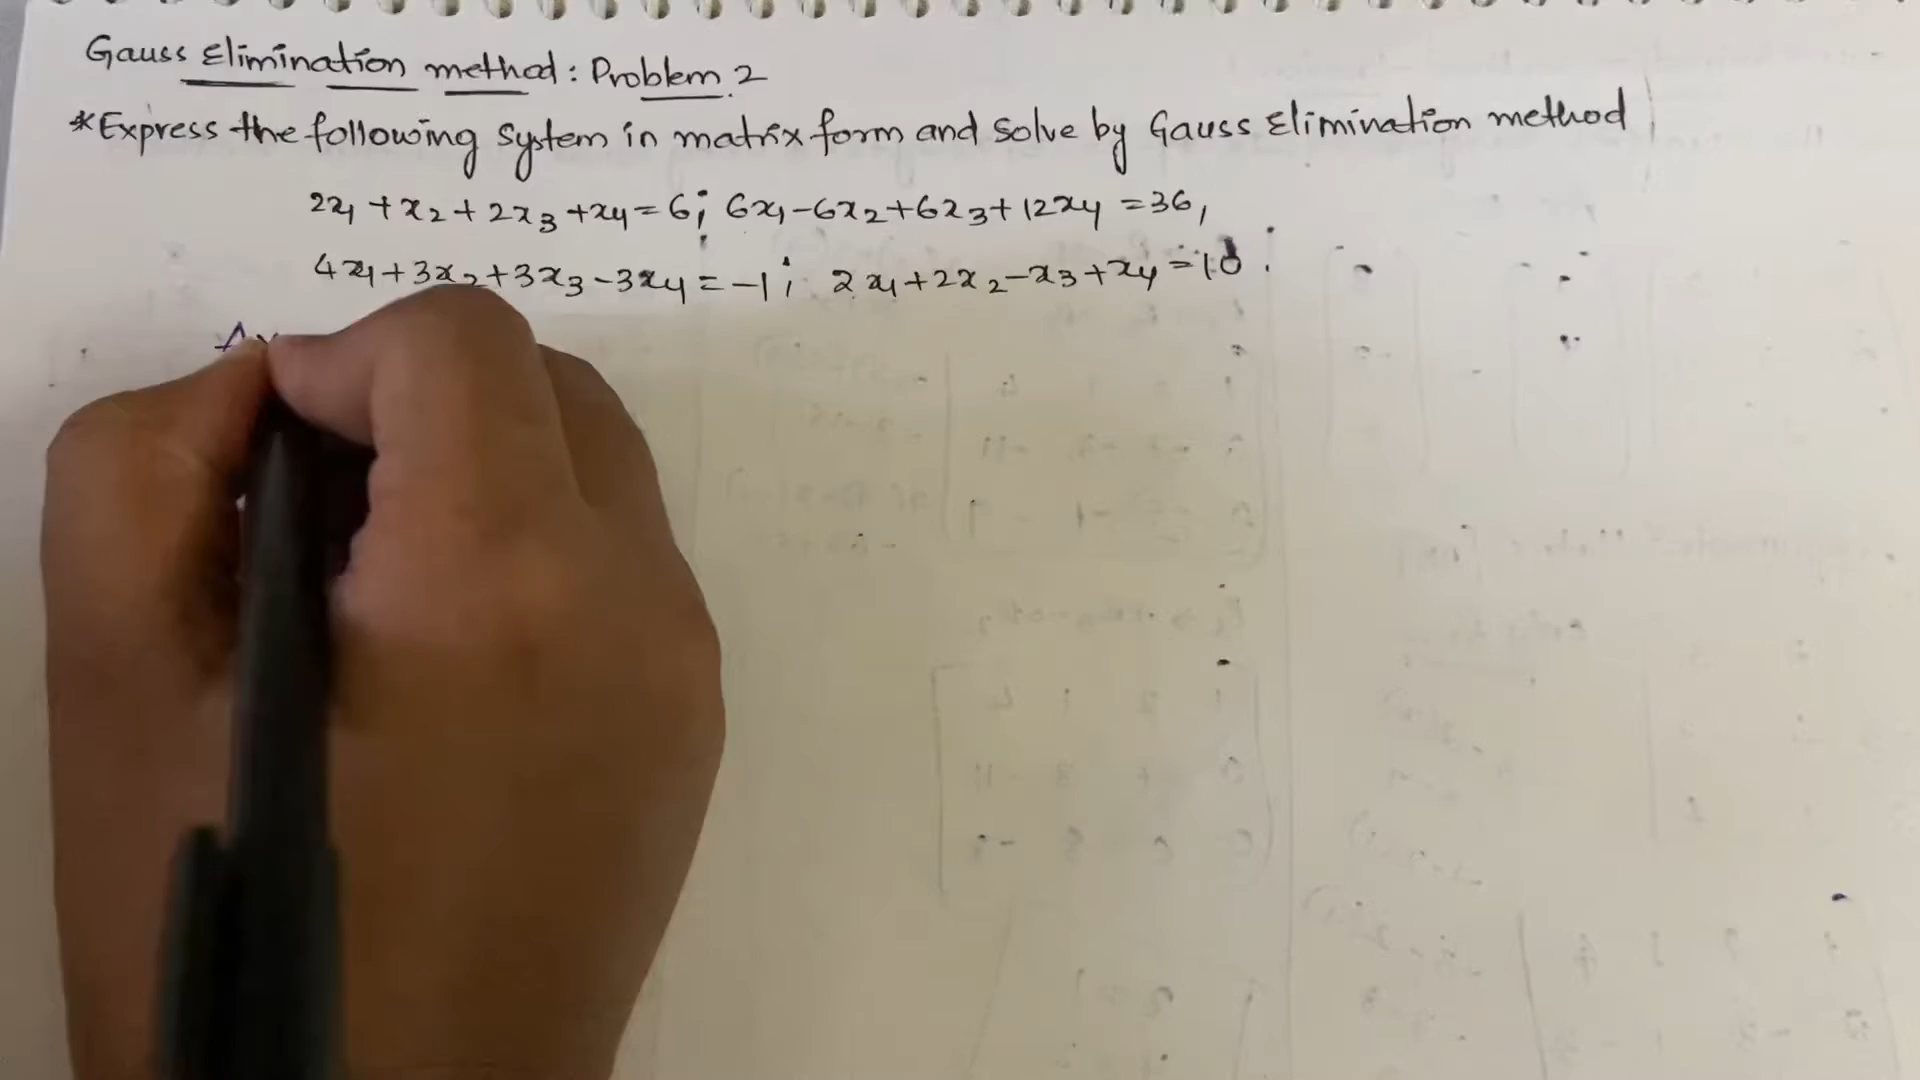 Gauss Elimination method: Problem 2
*Express the following system in matrix form and solve by Gauss Elimination method
2x₁+x₂+2x₃+x₄=6; 6x₁-6x₂+6x₃+12x₄=36,
4x₁+3x₂+3x₃-3x₄=-1; 2x₁+2x₂-x₃+x₄=10.